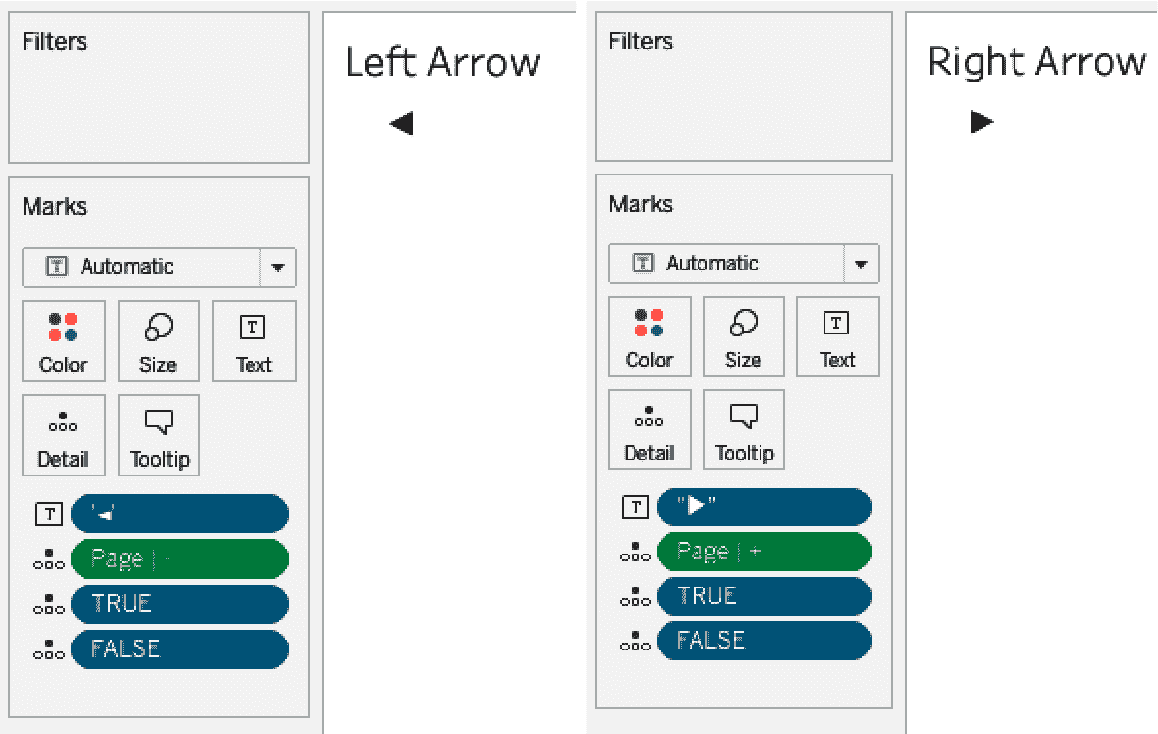 Filters
Left Arrow
◀
Marks
Automatic
Color Size Text
Detail Tooltip
'◄'
Page | -
TRUE
FALSE
Filters
Right Arrow
▶
Marks
Automatic
Color Size Text
Detail Tooltip
"▶"
Page | +
TRUE
FALSE